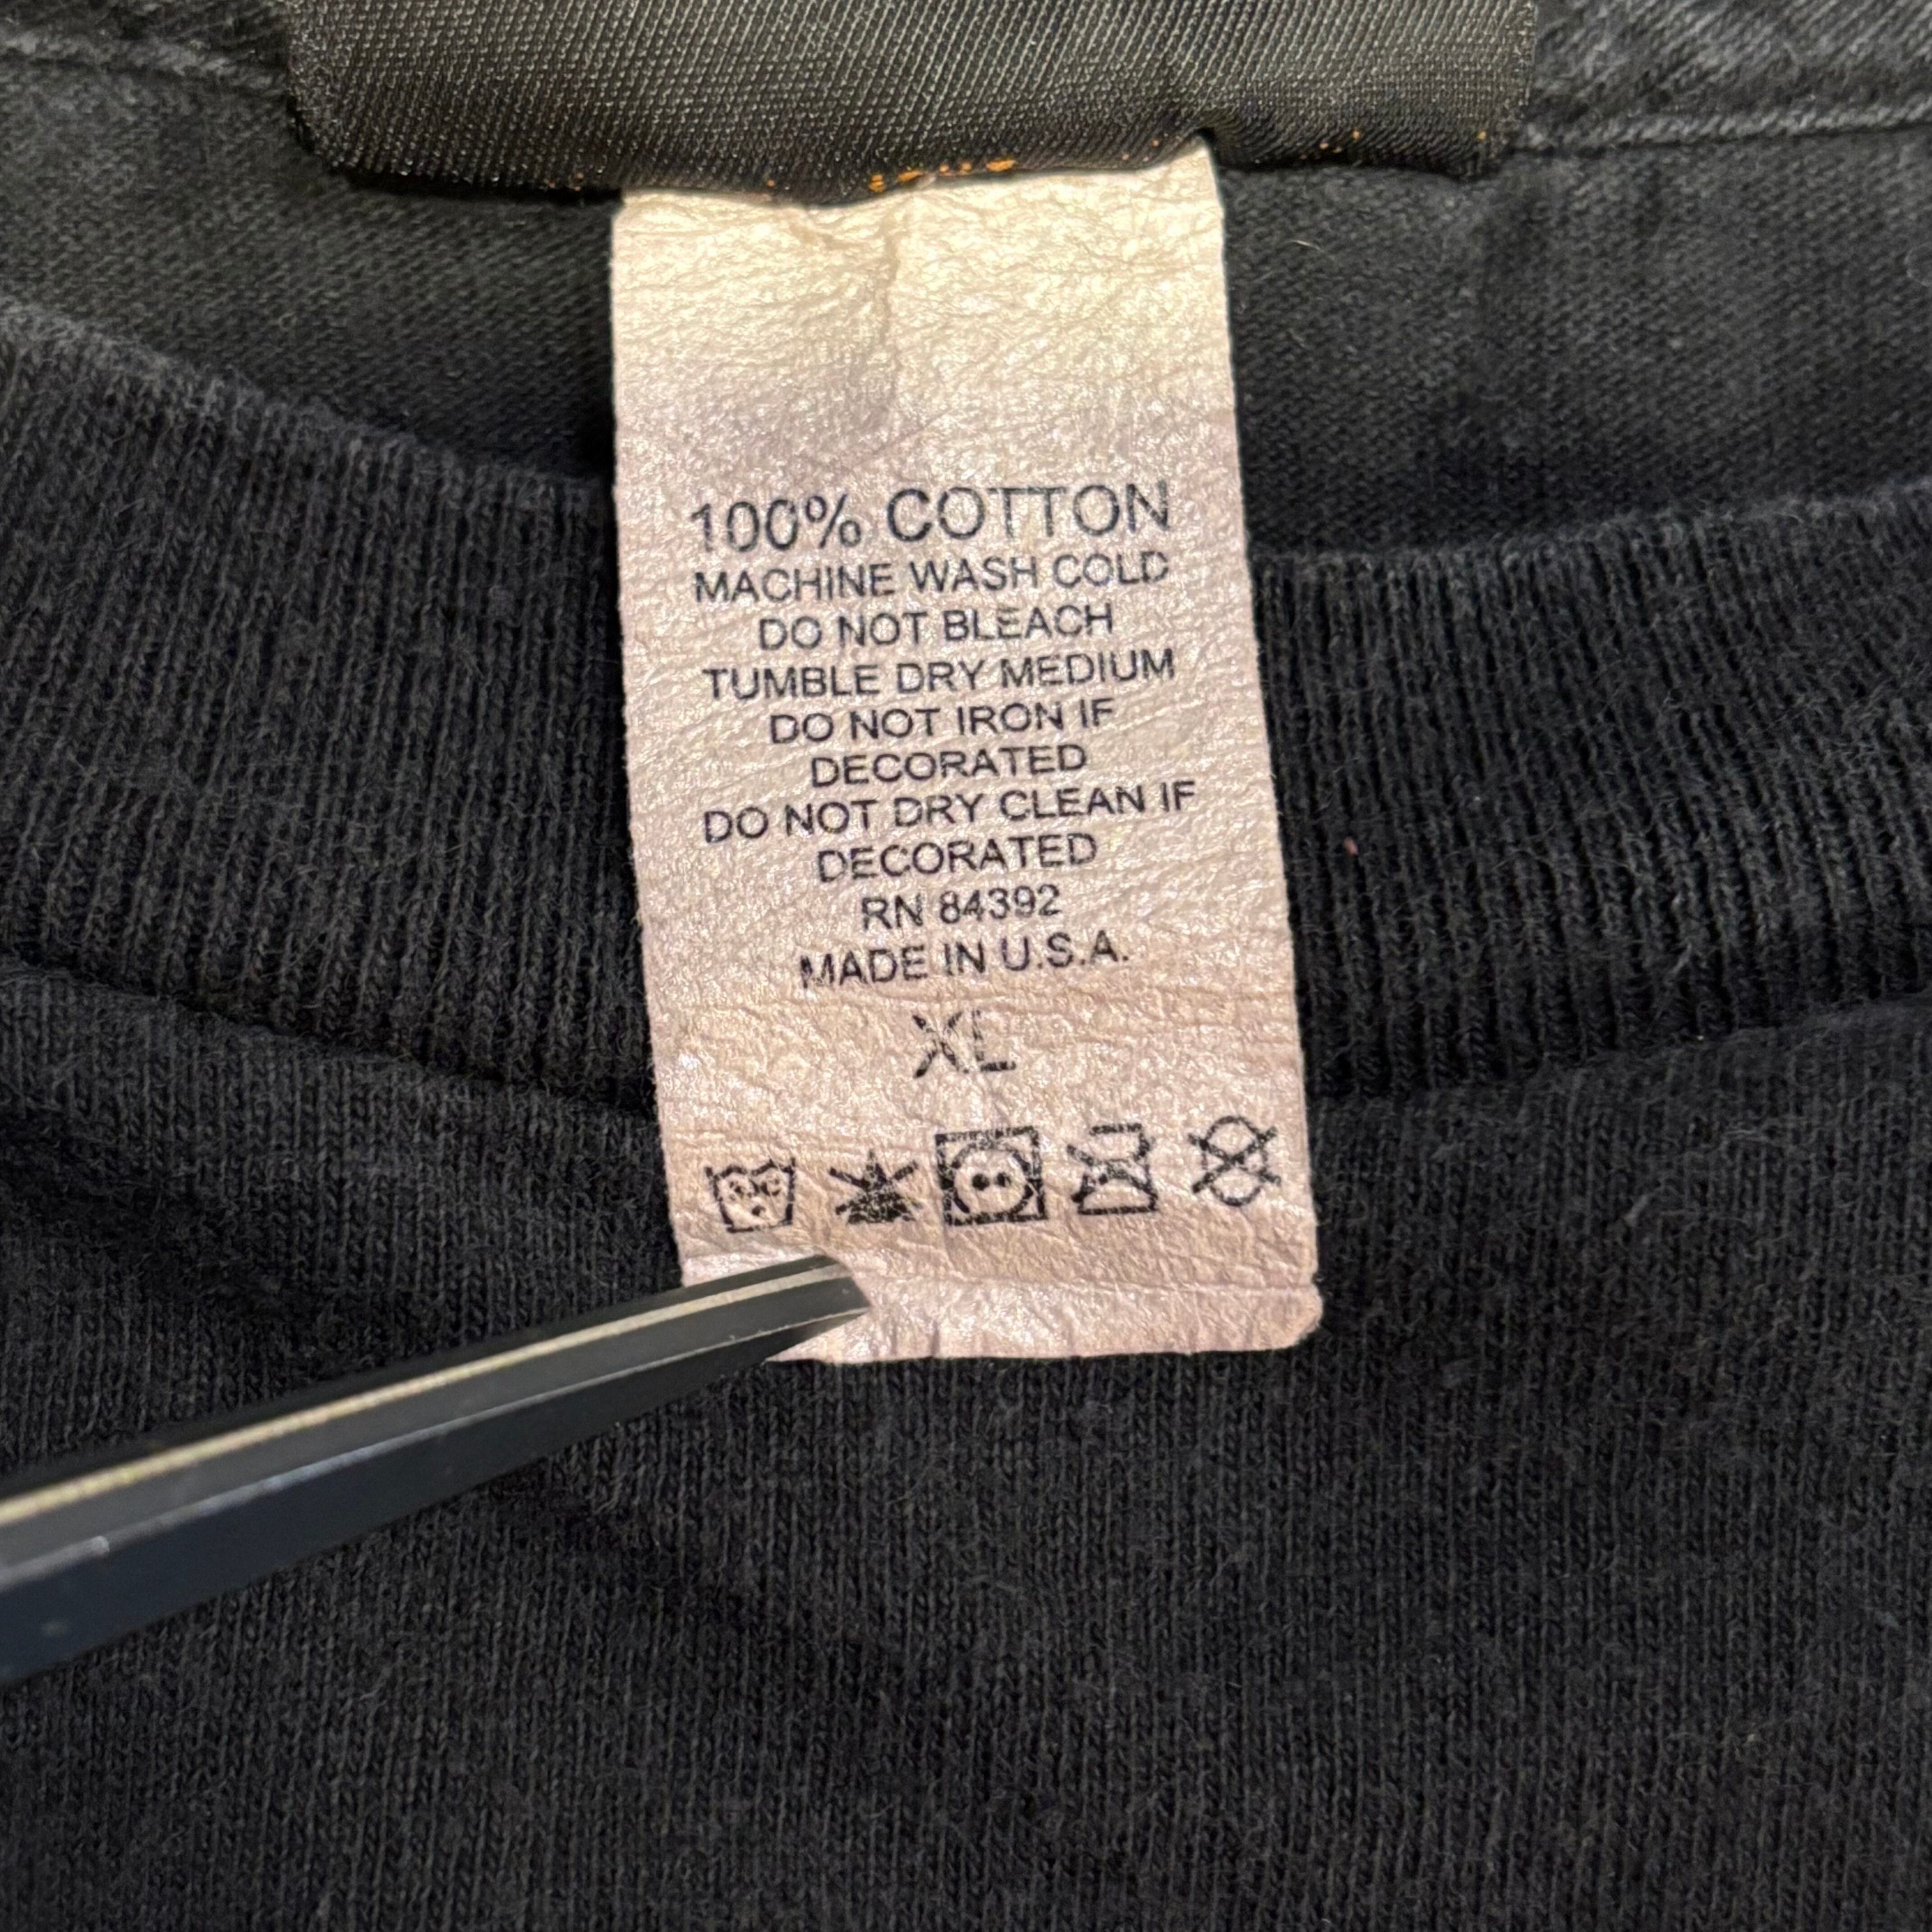 100% COTTON
MACHINE WASH COLD
DO NOT BLEACH
TUMBLE DRY MEDIUM
DO NOT IRON IF
DECORATED
DO NOT DRY CLEAN IF
DECORATED
RN 84392
MADE IN U.S.A.
XL